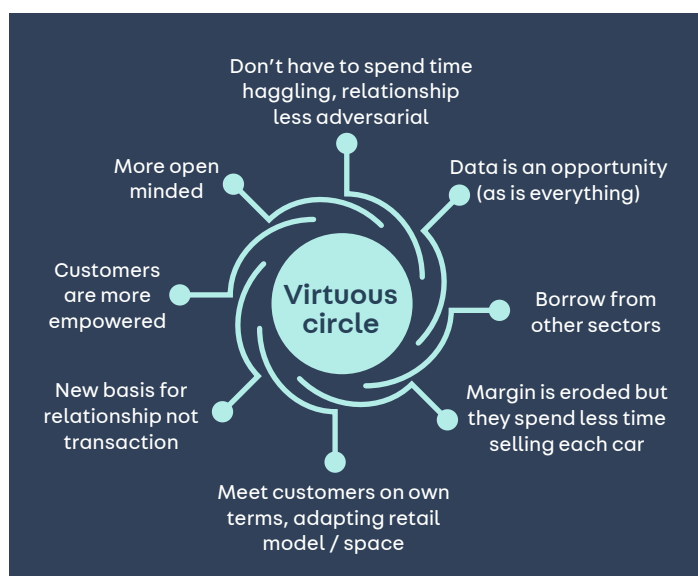 Don’t have to spend time
haggling, relationship
less adversarial
Data is an opportunity
(as is everything)
Borrow from
other sectors
Margin is eroded but
they spend less time
selling each car
Meet customers on own
terms, adapting retail
model / space
New basis for
relationship not
transaction
Customers
are more
empowered
More open
minded
Virtuous
circle